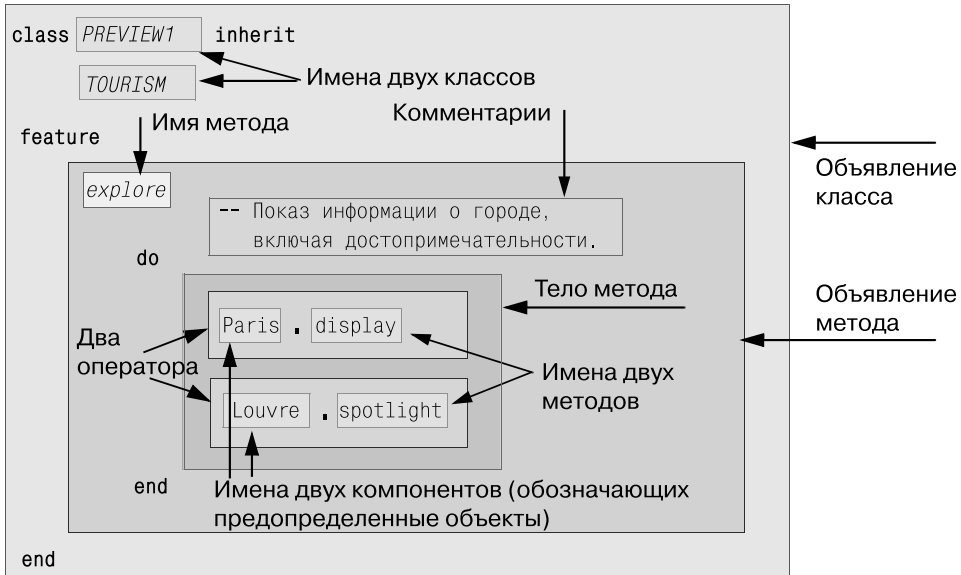 class PREVIEW1 inherit
TOURISM
Имена двух классов
Имя метода
Комментарии
feature
Объявление
класса
explore
-- Показ информации о городе,
включая достопримечательности.
do
Тело метода
Объявление
метода
Paris . display
Два
оператора
Имена двух
методов
Louvre . spotlight
end
Имена двух компонентов (обозначающих
предопределенные объекты)
end